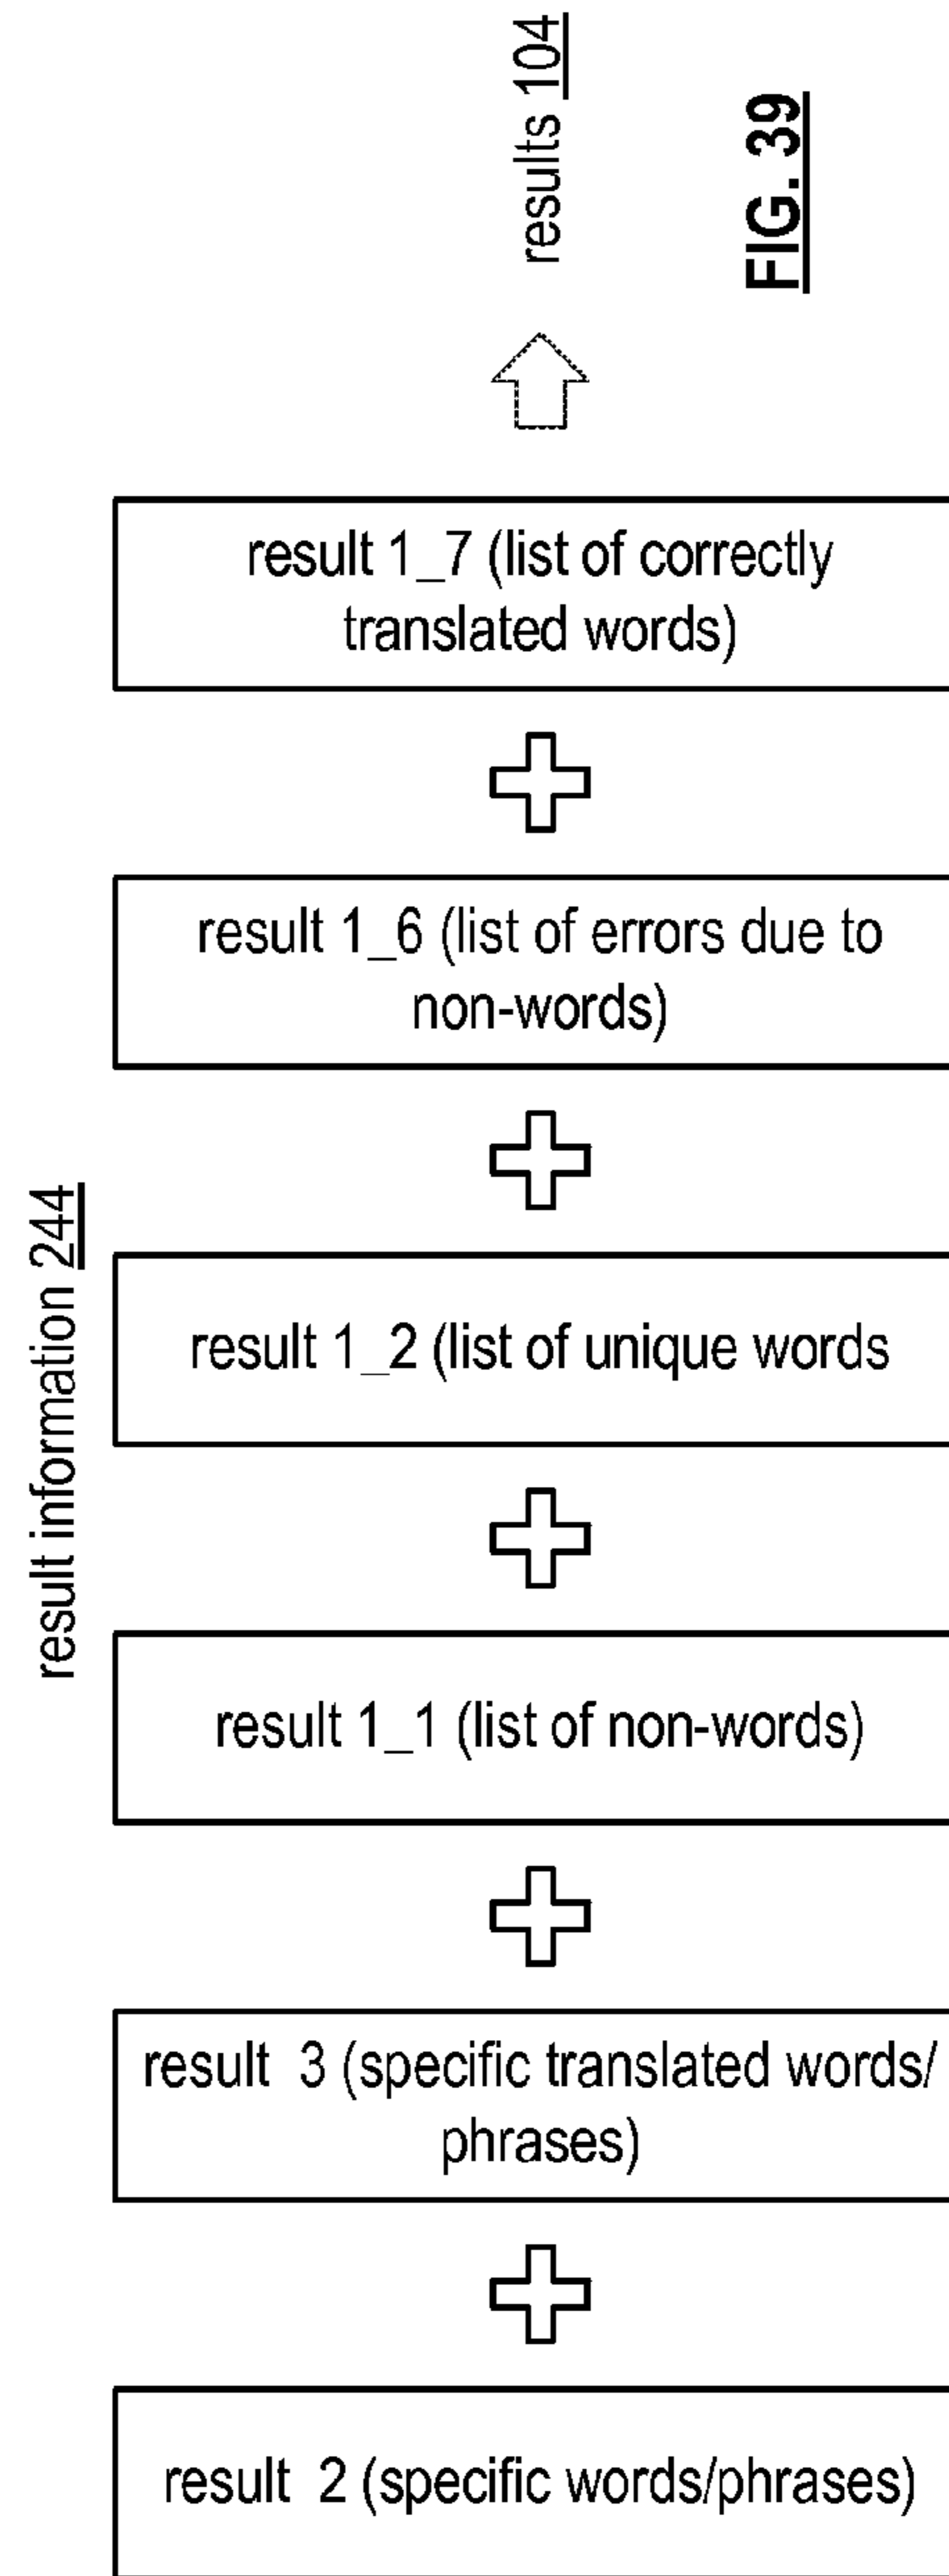 results 104
FIG. 39
result 1_7 (list of correctly
translated words)
result 1_6 (list of errors due to
non-words)
result information 244
result 1_2 (list of unique words
result 1_1 (list of non-words)
result 3 (specific translated words/
phrases)
result 2 (specific words/phrases)